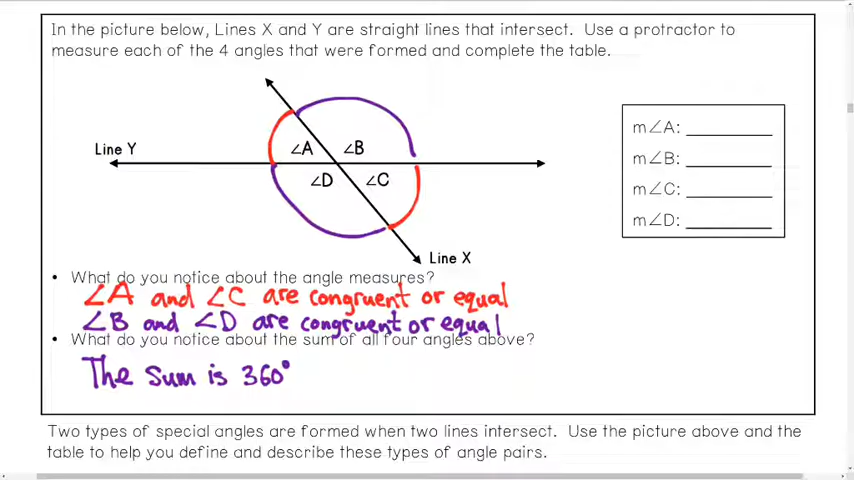 In the picture below, Lines X and Y are straight lines that intersect. Use a protractor to
measure each of the 4 angles that were formed and complete the table.
Line Y
∠A
∠B
∠D
∠C
Line X
m∠A: ________
m∠B: ________
m∠C: ________
m∠D: ________
• What do you notice about the angle measures?
∠A and ∠C are congruent or equal
∠B and ∠D are congruent or equal
• What do you notice about the sum of all four angles above?
The sum is 360°
Two types of special angles are formed when two lines intersect. Use the picture above and the
table to help you define and describe these types of angle pairs.